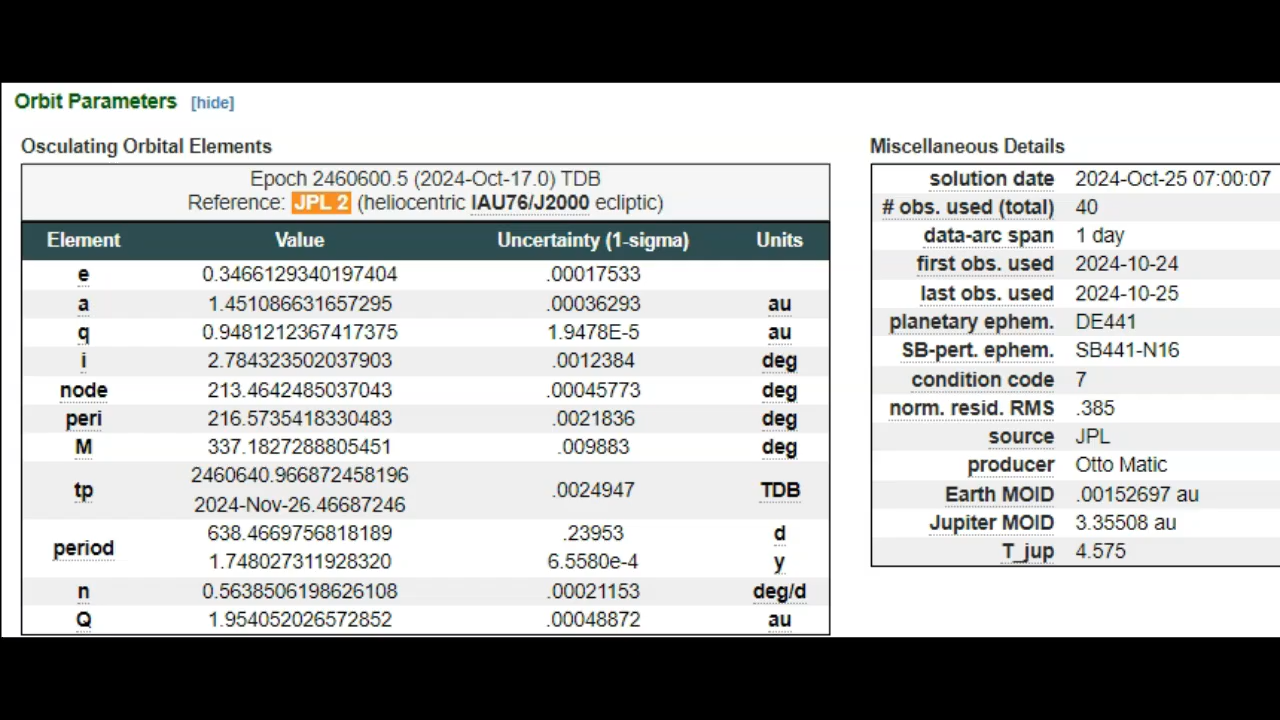 Orbit Parameters [hide]
Osculating Orbital Elements
Epoch 2460600.5 (2024-Oct-17.0) TDB
Reference: JPL 2 (heliocentric IAU76/J2000 ecliptic)
Element Value Uncertainty (1-sigma) Units
e 0.3466129340197404 .00017533
a 1.451086631657295 .00036293 au
q 0.9481212367417375 1.9478E-5 au
i 2.784323502037903 .0012384 deg
node 213.4642485037043 .00045773 deg
peri 216.5735418330483 .0021836 deg
M 337.1827288805451 .009883 deg
tp 2460640.966872458196 .0024947 TDB
2024-Nov-26.46687246
period 638.4669756818189 .23953 d
1.748027311928320 6.5580e-4 y
n 0.5638506198626108 .00021153 deg/d
Q 1.954052026572852 .00048872 au
Miscellaneous Details
solution date 2024-Oct-25 07:00:07
# obs. used (total) 40
data-arc span 1 day
first obs. used 2024-10-24
last obs. used 2024-10-25
planetary ephem. DE441
SB-pert. ephem. SB441-N16
condition code 7
norm. resid. RMS .385
source JPL
producer Otto Matic
Earth MOID .00152697 au
Jupiter MOID 3.35508 au
T_jup 4.575